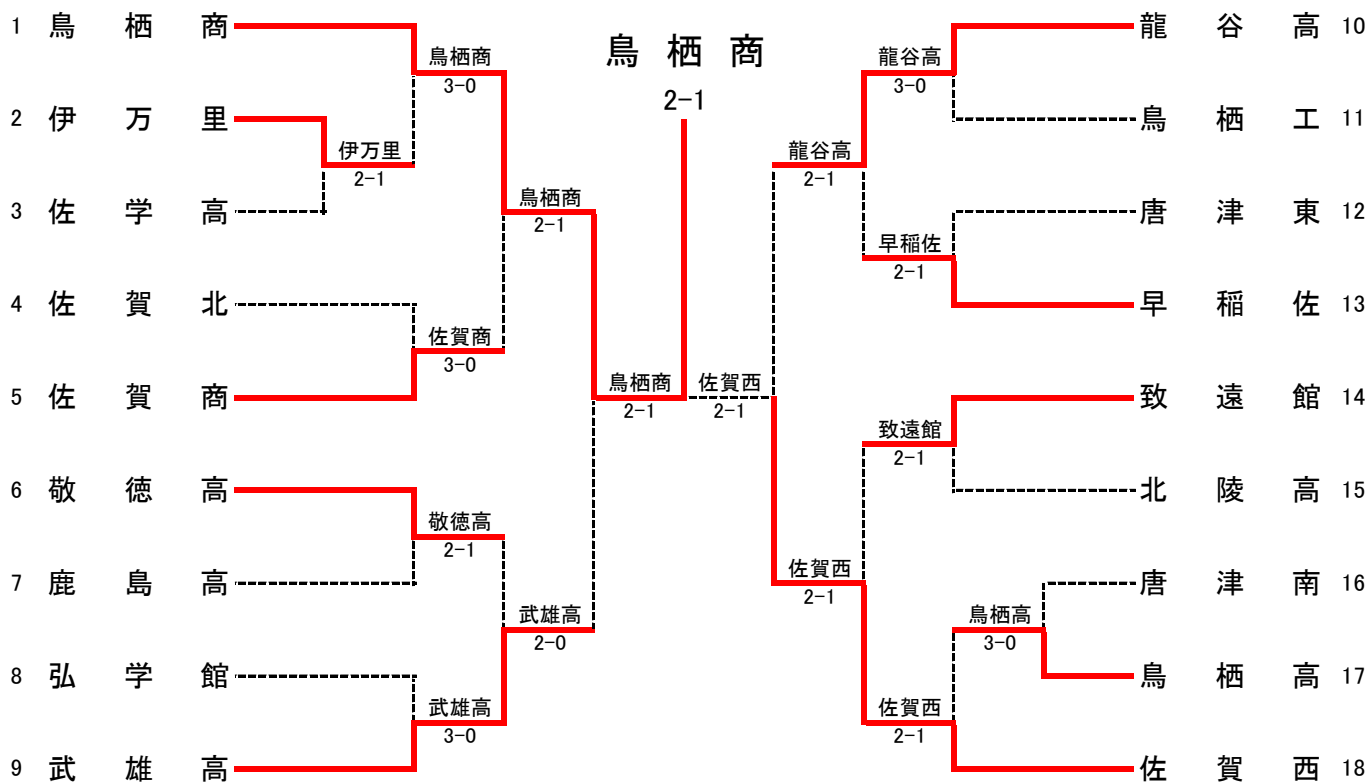 鳥栖商
2-1
1 鳥栖商
2 伊万里
3 佐学高
4 佐賀北
5 佐賀商
6 敬徳高
7 鹿島高
8 弘学館
9 武雄高
鳥栖商
3-0
伊万里
2-1
鳥栖商
2-1
佐賀商
3-0
鳥栖商
2-1
敬徳高
2-1
武雄高
2-0
武雄高
3-0
佐賀西
2-1
龍谷高
3-0
龍谷高
2-1
早稲佐
2-1
致遠館
2-1
佐賀西
2-1
鳥栖高
3-0
佐賀西
2-1
龍谷高 10
鳥栖工 11
唐津東 12
早稲佐 13
致遠館 14
北陵高 15
唐津南 16
鳥栖高 17
佐賀西 18